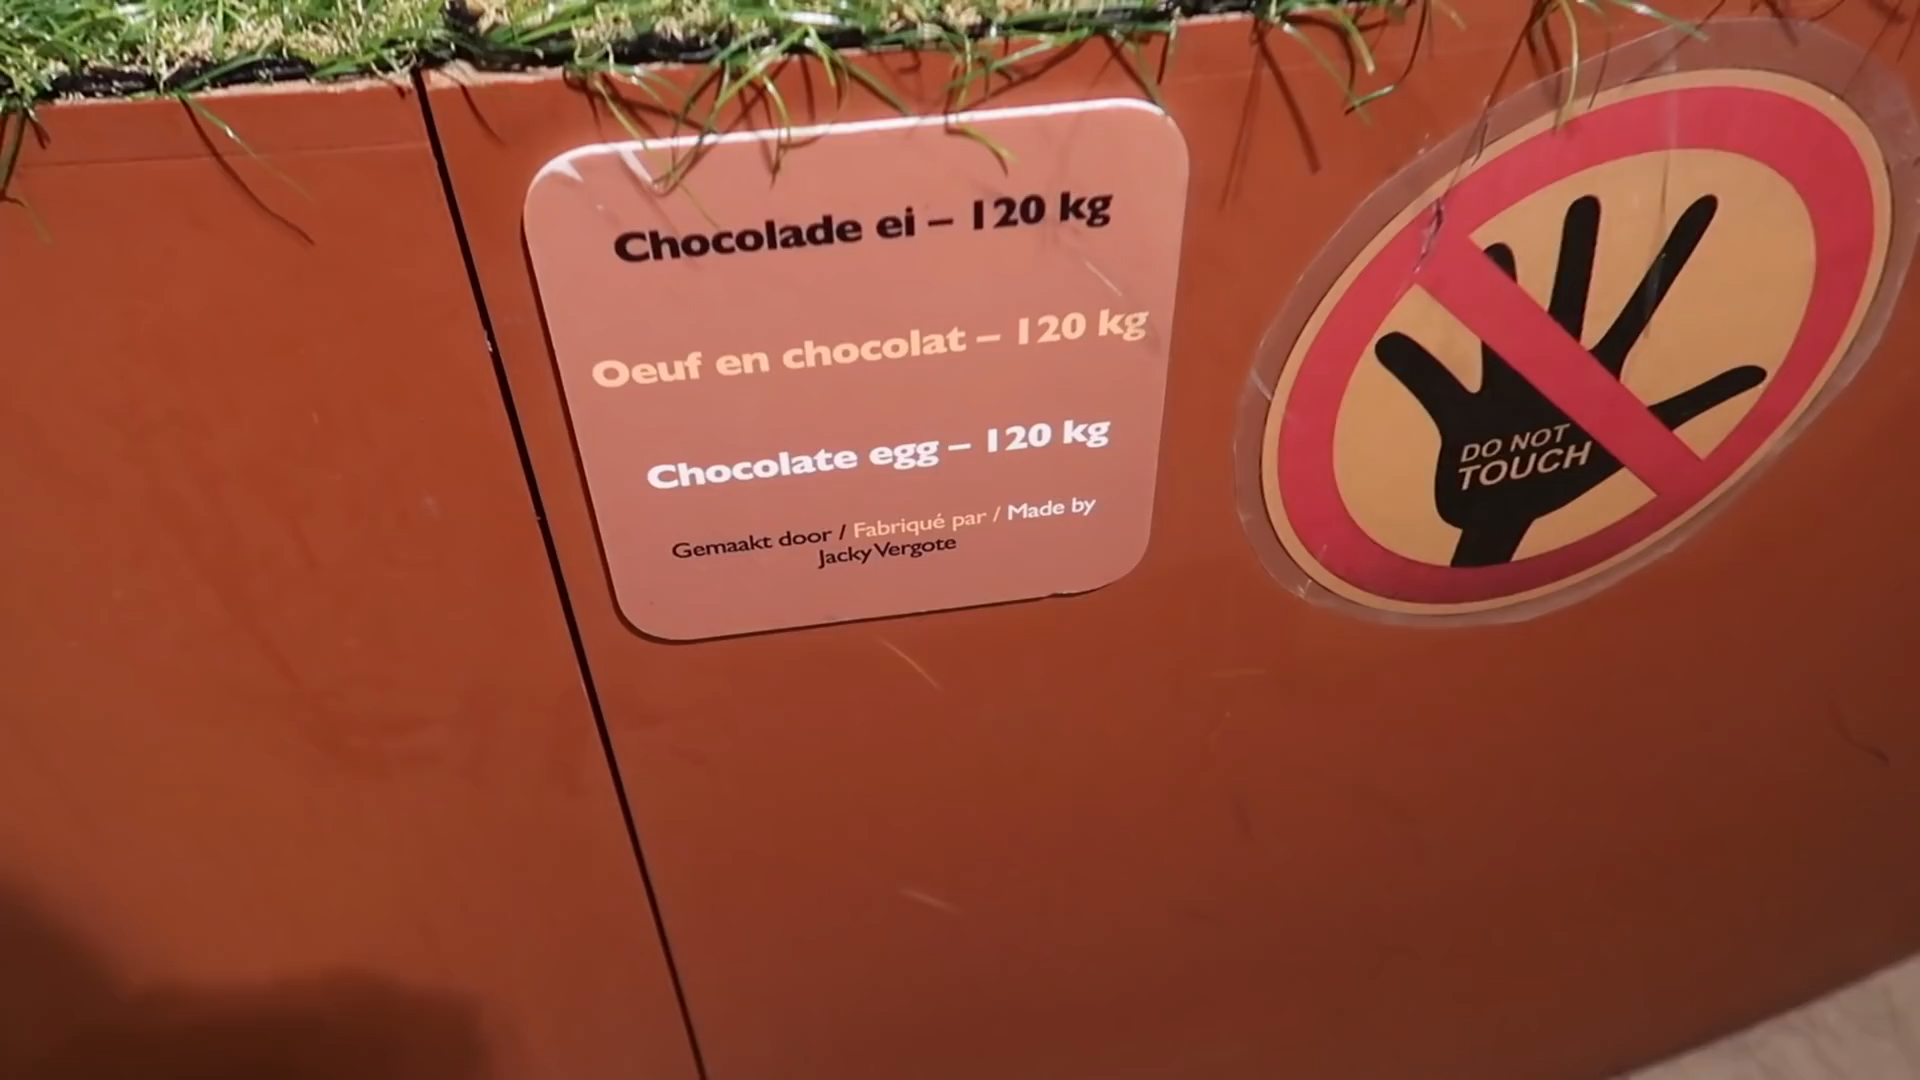 Chocolade ei – 120 kg
Oeuf en chocolat – 120 kg
Chocolate egg – 120 kg
Gemaakt door / Fabriqué par / Made by
Jacky Vergote
DO NOT
TOUCH